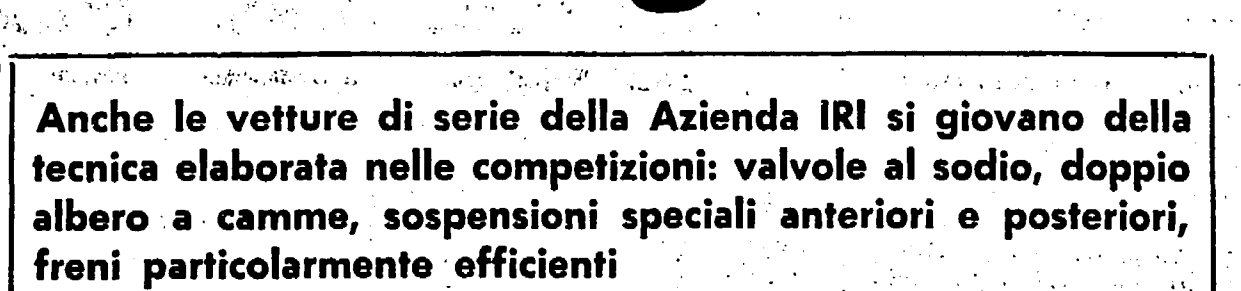 Anche le vetture di serie della Azienda IRI si giovano della
tecnica elaborata nelle competizioni: valvole al sodio, doppio
albero a camme, sospensioni speciali anteriori e posteriori,
freni particolarmente efficienti